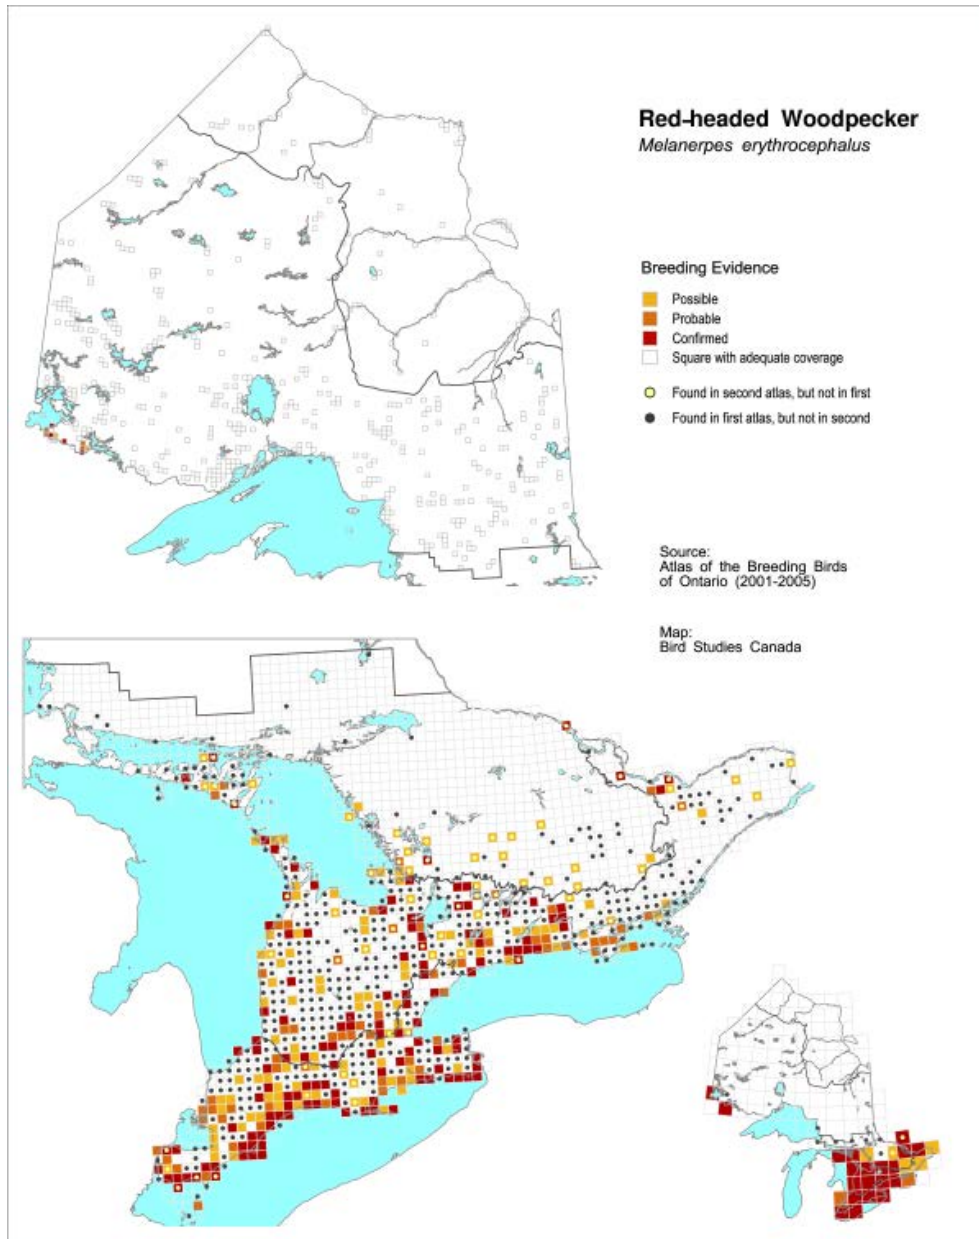 Red-headed Woodpecker
Melanerpes erythrocephalus
Breeding Evidence
Possible
Probable
Confirmed
Square with adequate coverage
Found in second atlas, but not in first
Found in first atlas, but not in second
Source:
Atlas of the Breeding Birds
of Ontario (2001-2005)
Map:
Bird Studies Canada